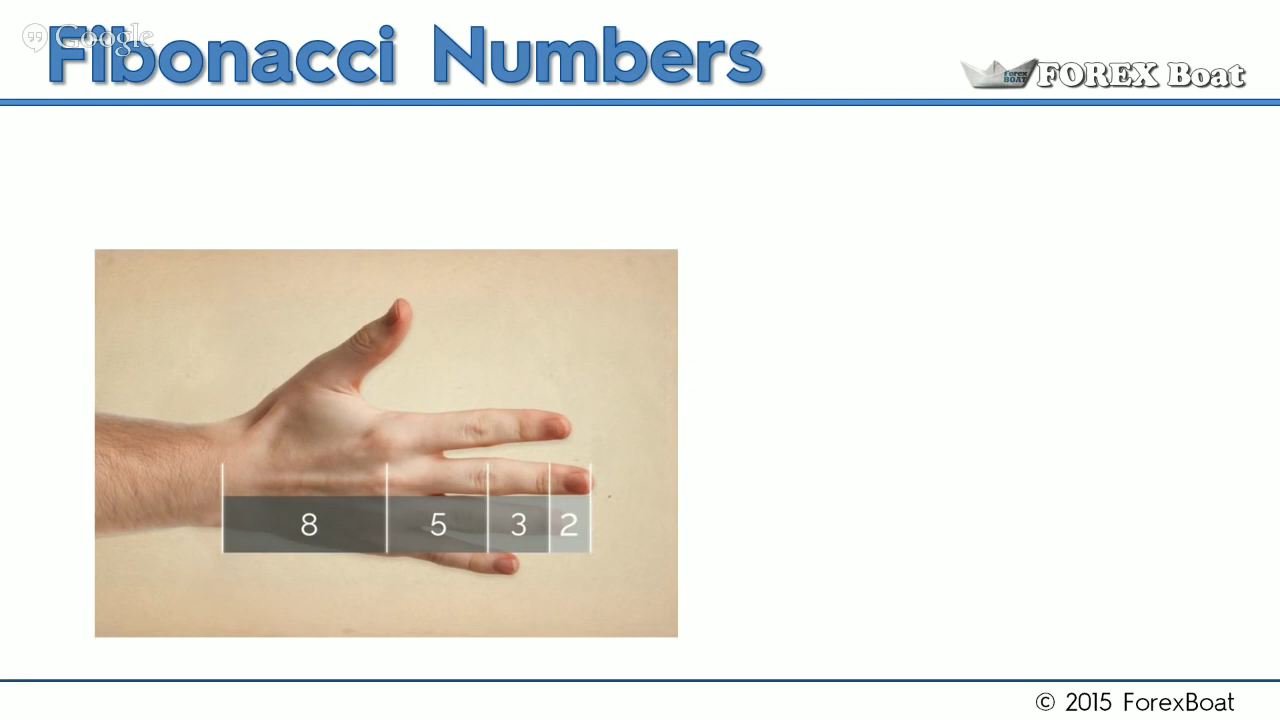 Fibonacci Numbers
Google
Forex BOAT
FOREX Boat
8 5 3 2
© 2015 ForexBoat